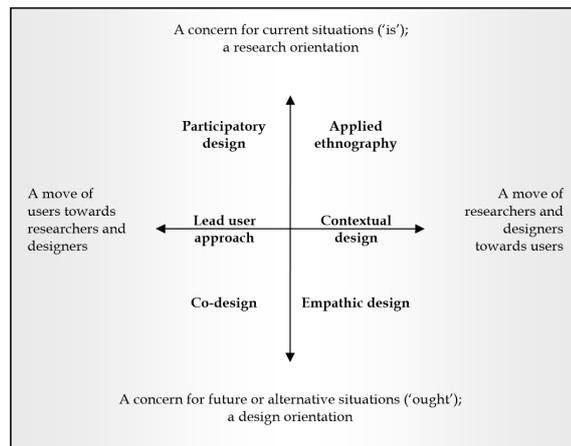 A concern for current situations ('is');
a research orientation
Participatory
design
Applied
ethnography
A move of
users towards
researchers and
designers
Lead user
approach
Contextual
design
A move of
researchers and
designers
towards users
Co-design
Empathic design
A concern for future or alternative situations ('ought');
a design orientation